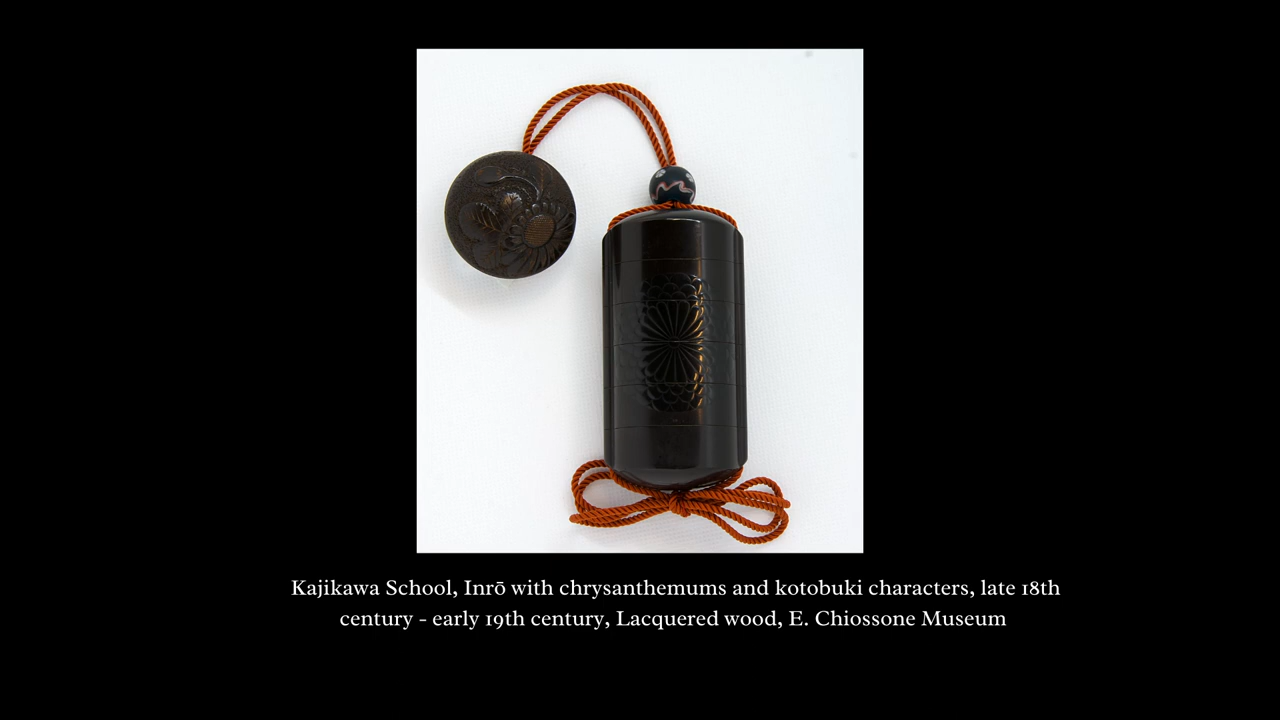 Kajikawa School, Inrō with chrysanthemums and kotobuki characters, late 18th
century - early 19th century, Lacquered wood, E. Chiossone Museum